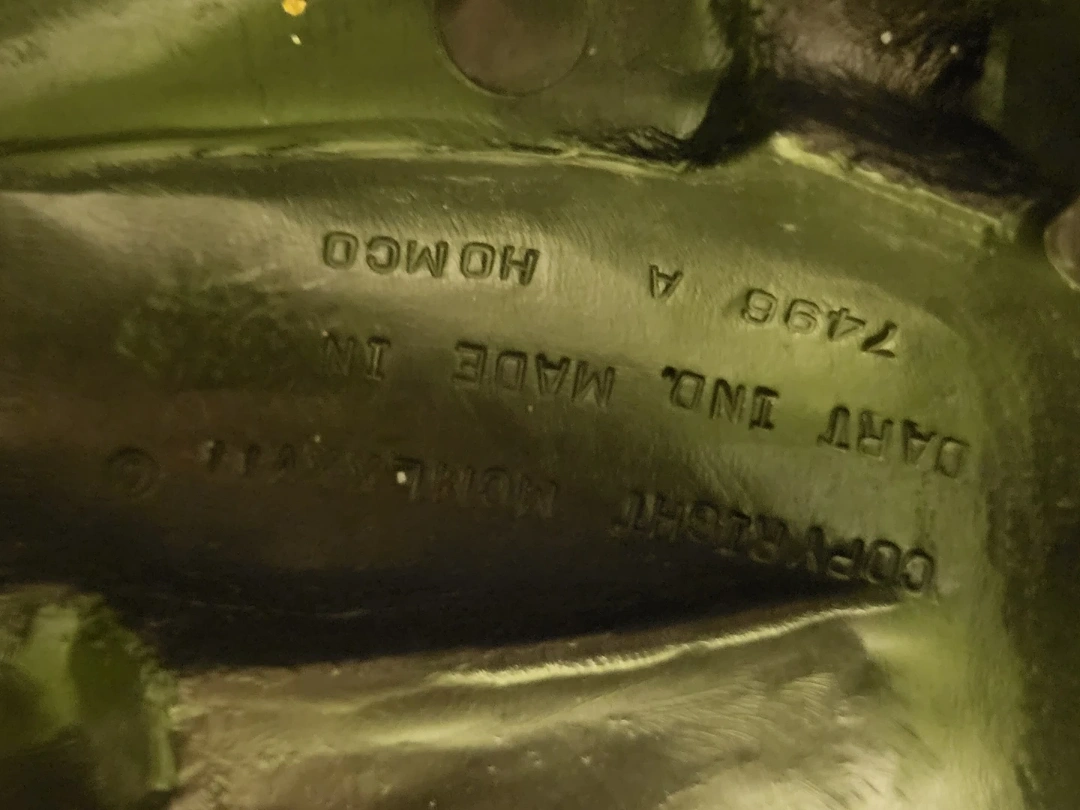 COPYRIGHT ©
DART IND. MADE IN
7496 A HOMCO